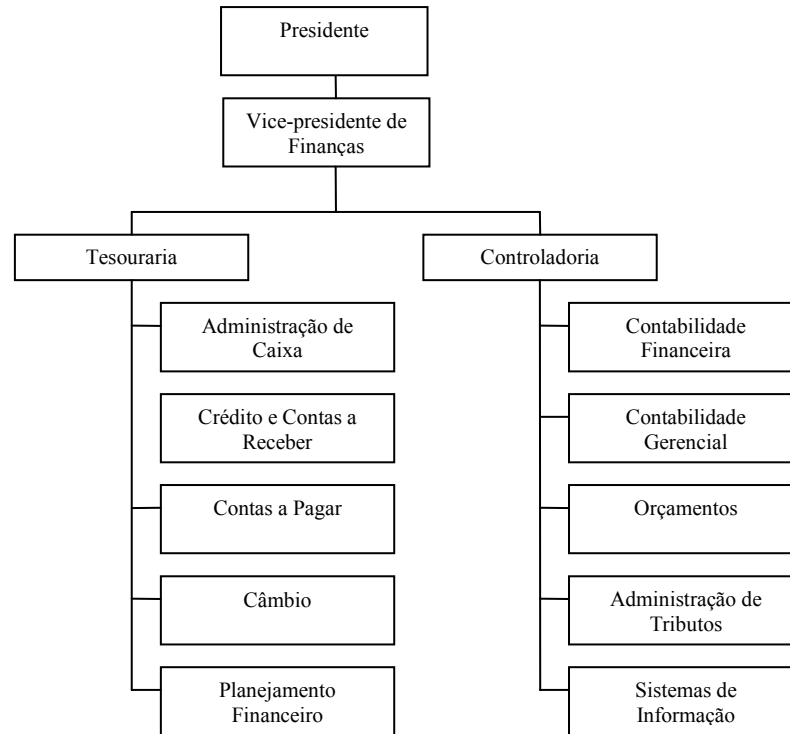 Presidente
Vice-presidente de
Finanças
Tesouraria
Controladoria
Administração de
Caixa
Crédito e Contas a
Receber
Contas a Pagar
Câmbio
Planejamento
Financeiro
Contabilidade
Financeira
Contabilidade
Gerencial
Orçamentos
Administração de
Tributos
Sistemas de
Informação